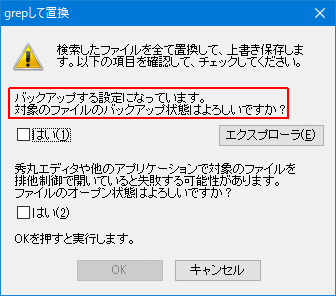 grepして置換
検索したファイルを全て置換して、上書き保存しま
す。以下の項目を確認して、チェックしてください。
バックアップする設定になっています。
対象のファイルのバックアップ状態はよろしいですか?
はい(1)
エクスプローラ(E)
秀丸エディタや他のアプリケーションで対象のファイルを
排他制御で開いていると失敗する可能性があります。
ファイルのオープン状態はよろしいですか?
はい(2)
OKを押すと実行します。
OK
キャンセル